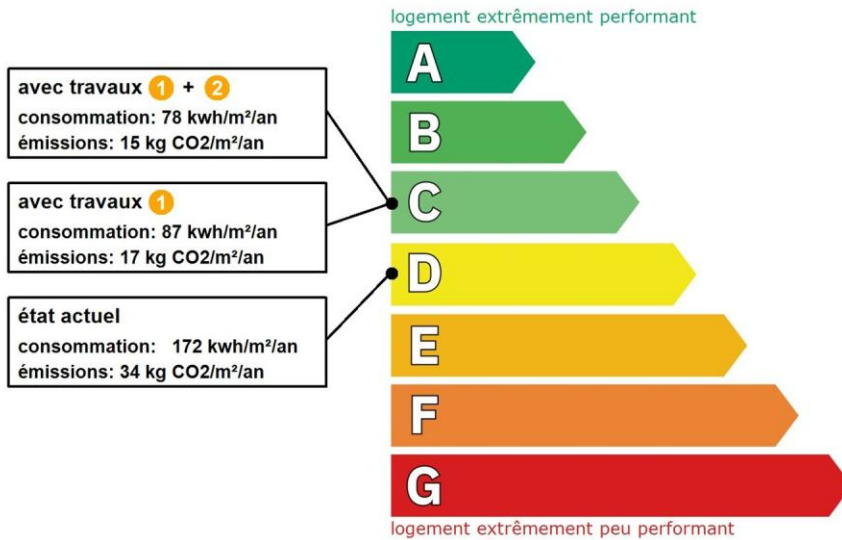 logement extrêmement performant
avec travaux 1 + 2
consommation: 78 kwh/m²/an
émissions: 15 kg CO2/m²/an
avec travaux 1
consommation: 87 kwh/m²/an
émissions: 17 kg CO2/m²/an
état actuel
consommation: 172 kwh/m²/an
émissions: 34 kg CO2/m²/an
A
B
C
D
E
F
G
logement extrêmement peu performant